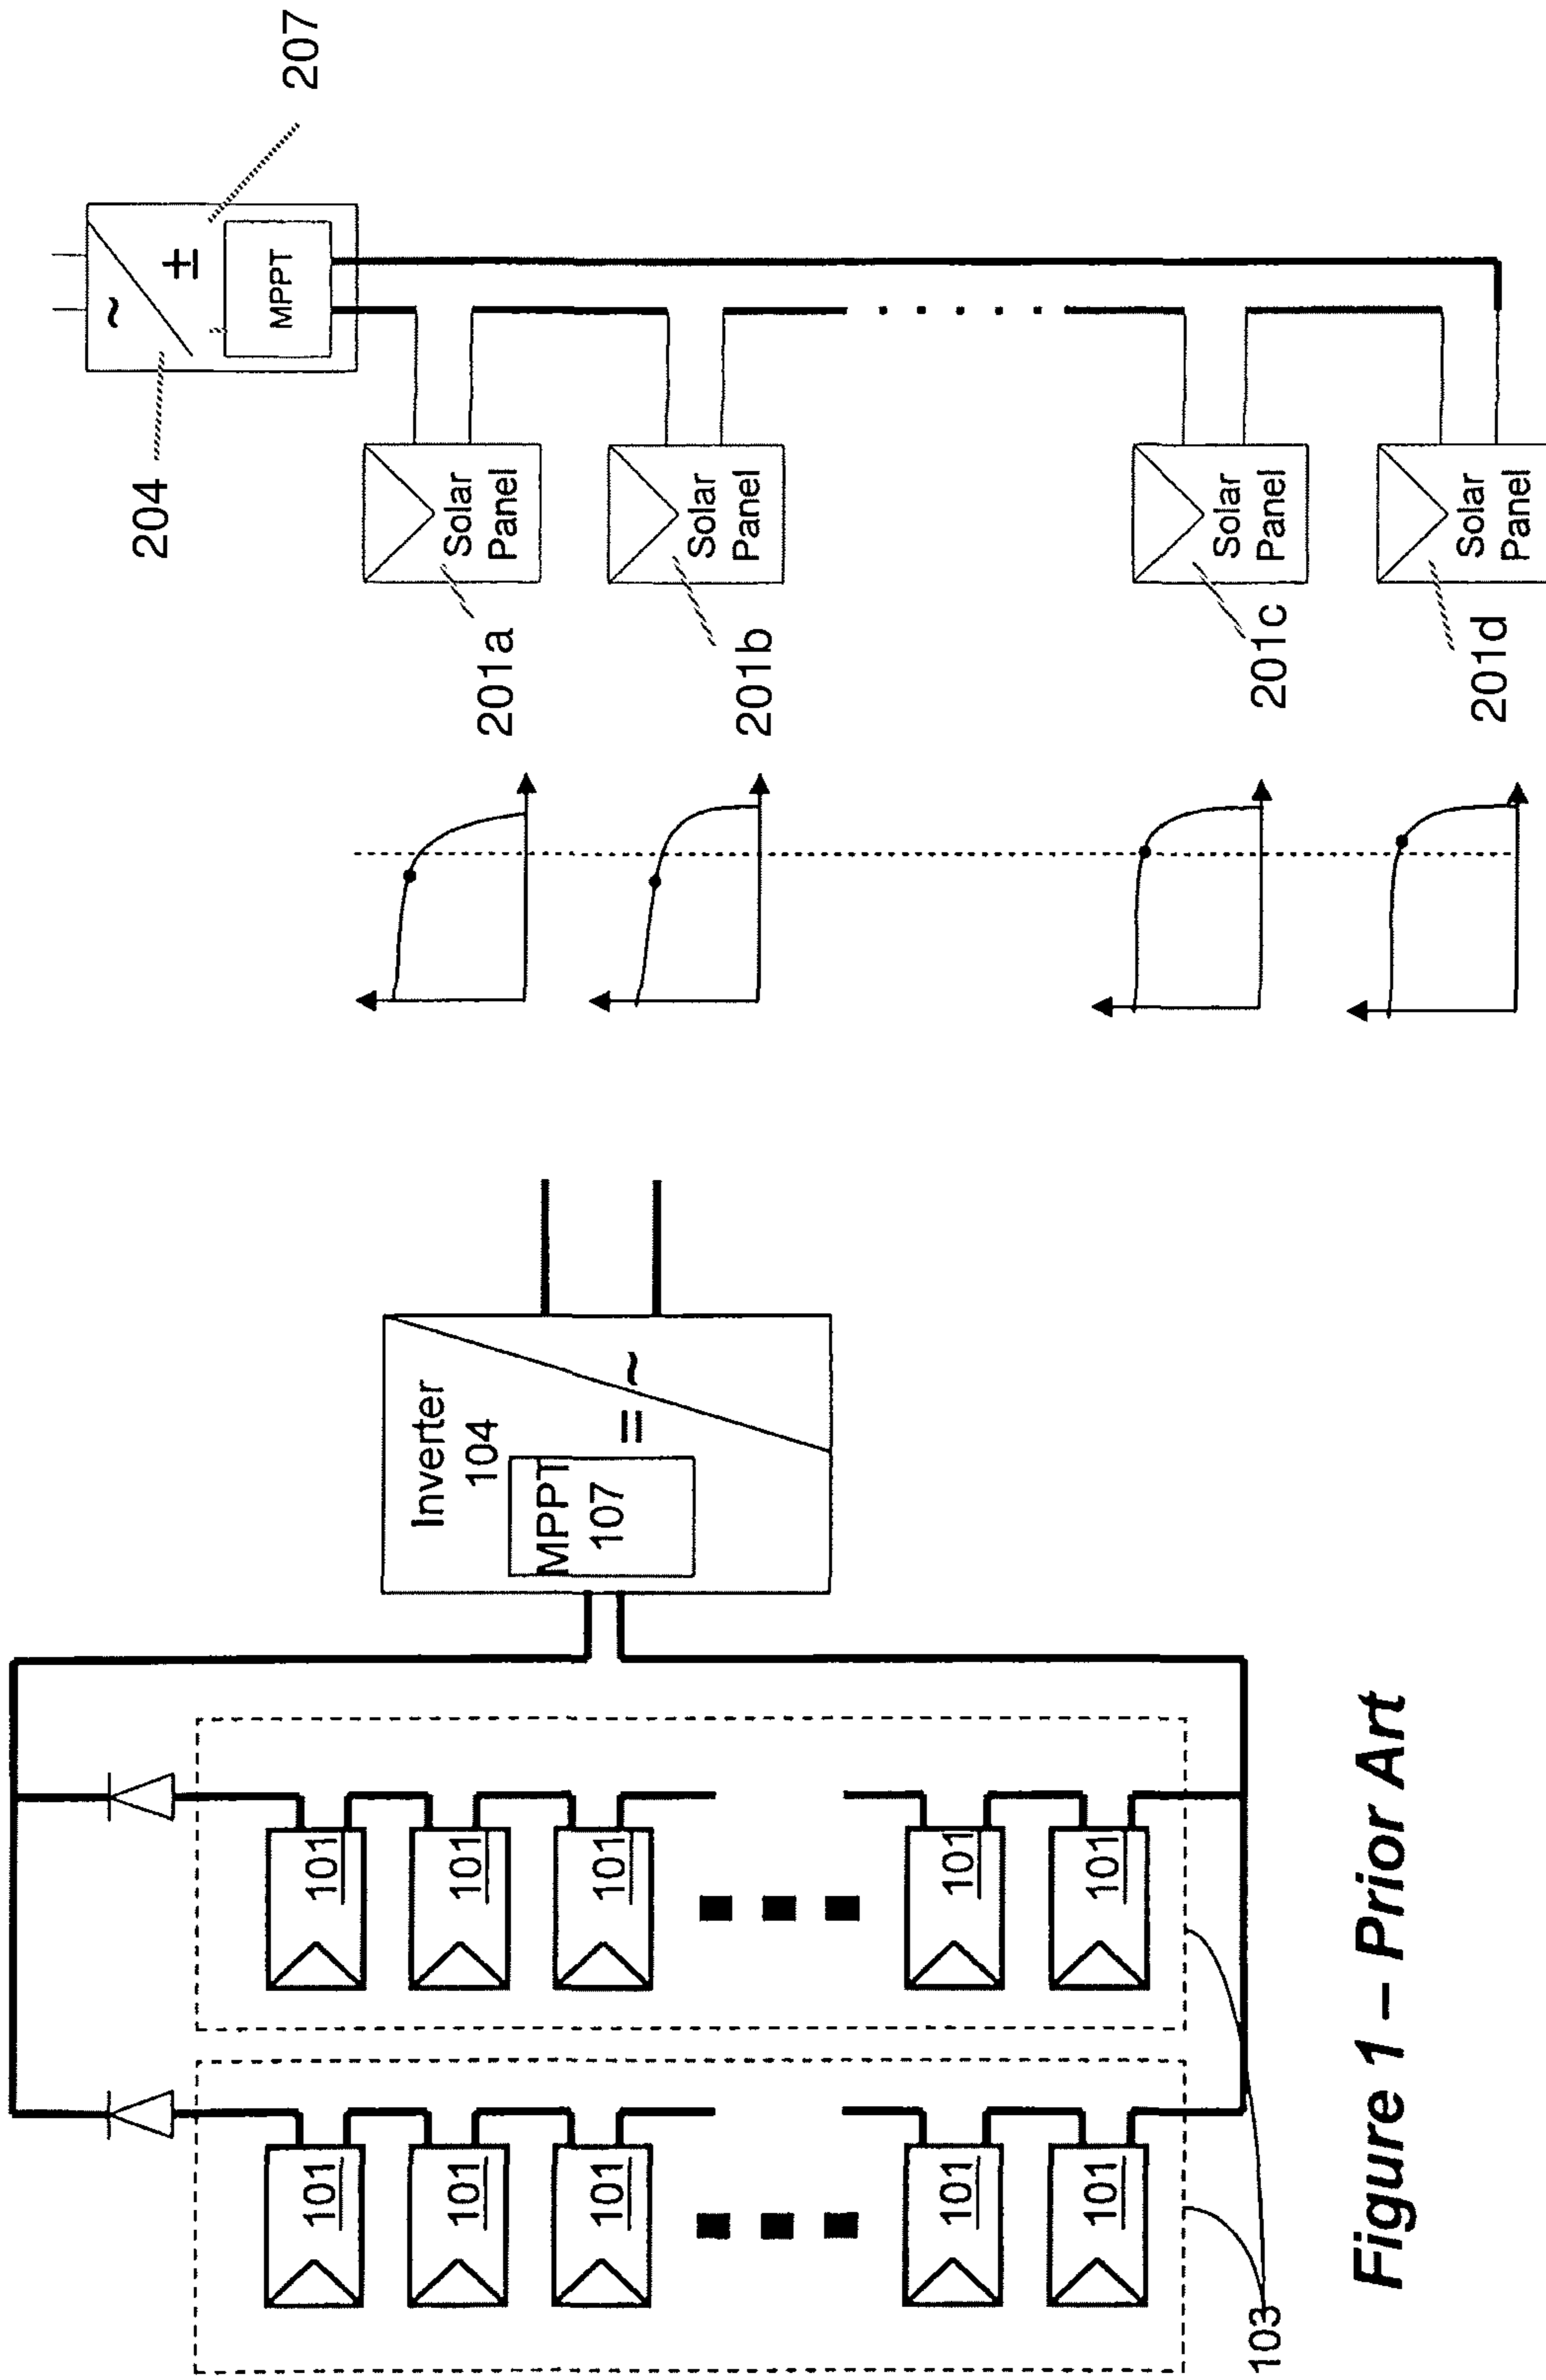 101 101
101 101
101 101
101 101
101 101
103
Inverter
104
MPPT
107
= ~
Figure 1 – Prior Art
204
~
±
MPPT
207
201a
Solar
Panel
201b
Solar
Panel
201c
Solar
Panel
201d
Solar
Panel